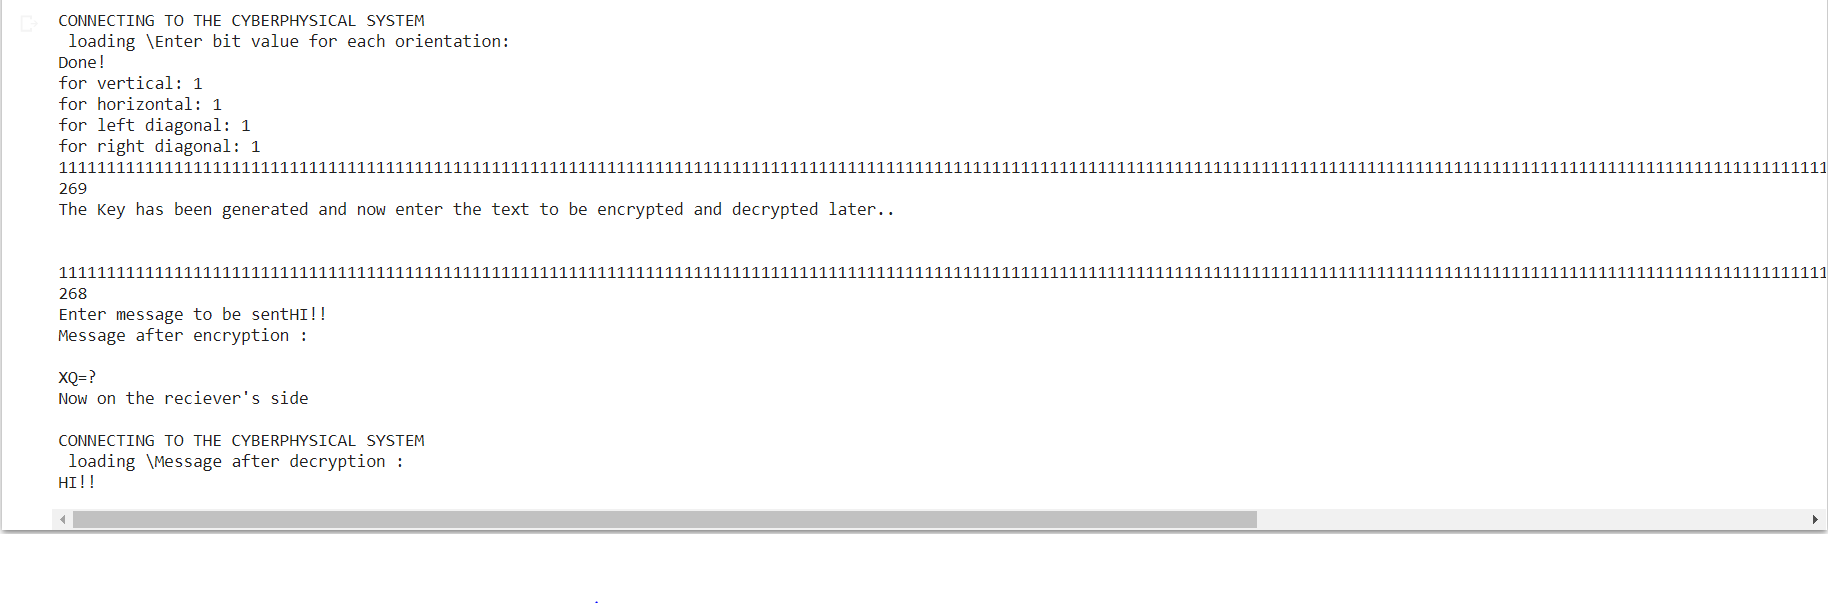 CONNECTING TO THE CYBERPHYSICAL SYSTEM
loading \Enter bit value for each orientation:
Done!
for vertical: 1
for horizontal: 1
for left diagonal: 1
for right diagonal: 1
1111111111111111111111111111111111111111111111111111111111111111111111111111111111111111111111111111111111111111111111111111111111111111111111111111111111111111111111111111111111111111
269
The Key has been generated and now enter the text to be encrypted and decrypted later..
1111111111111111111111111111111111111111111111111111111111111111111111111111111111111111111111111111111111111111111111111111111111111111111111111111111111111111111111111111111111111111
268
Enter message to be sentHI!!
Message after encryption :
XQ=?
Now on the reciever's side
CONNECTING TO THE CYBERPHYSICAL SYSTEM
loading \Message after decryption :
HI!!